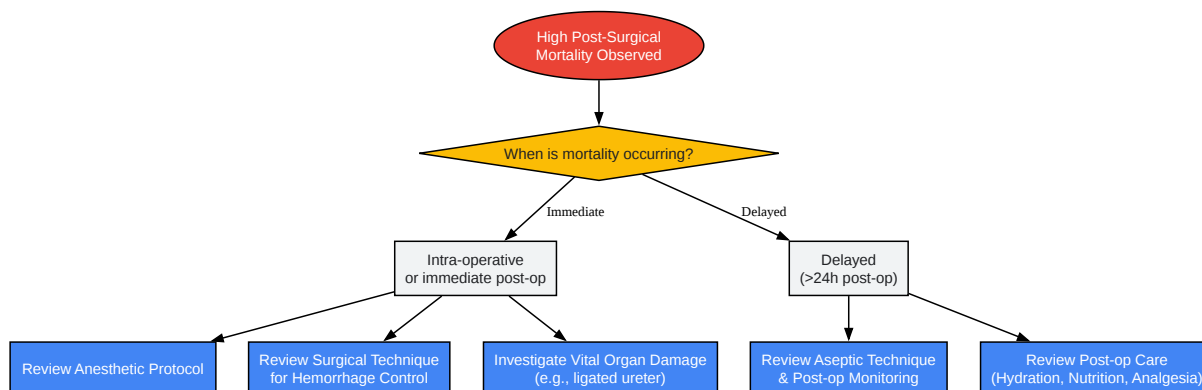 High Post-Surgical
Mortality Observed
When is mortality occurring?
Immediate
Delayed
Intra-operative
or immediate post-op
Delayed
(>24h post-op)
Review Anesthetic Protocol
Review Surgical Technique
for Hemorrhage Control
Investigate Vital Organ Damage
(e.g., ligated ureter)
Review Aseptic Technique
& Post-op Monitoring
Review Post-op Care
(Hydration, Nutrition, Analgesia)